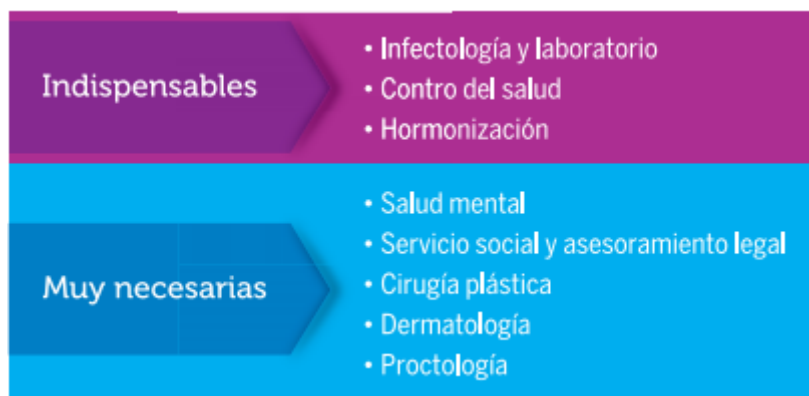 Indispensables
• Infectología y laboratorio
• Contro del salud
• Hormonización
Muy necesarias
• Salud mental
• Servicio social y asesoramiento legal
• Cirugía plástica
• Dermatología
• Proctología